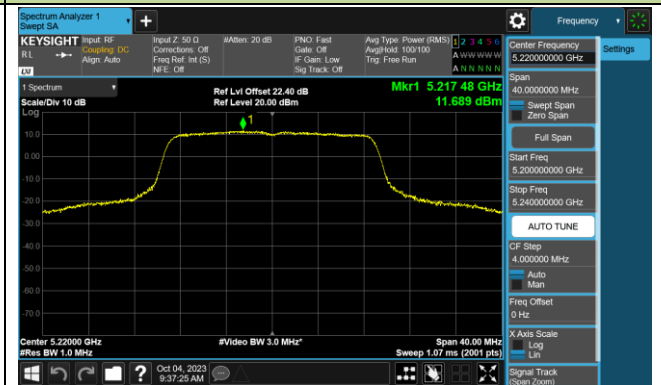 Spectrum Analyzer 1
Swept SA
+
Frequency
KEYSIGHT
RL
LXI
Input: RF
Coupling: DC
Align: Auto
Input Z: 50 Ω
Corrections: Off
Freq Ref: Int (S)
NFE: Off
#Atten: 20 dB
PNO: Fast
Gate: Off
IF Gain: Low
Sig Track: Off
Avg Type: Power (RMS)
Avg|Hold: 100/100
Trig: Free Run
1 2 3 4 5 6
A W W W W W
A N N N N N
1 Spectrum
Scale/Div 10 dB
Log
Ref Lvl Offset 22.40 dB
Ref Level 20.00 dBm
Mkr1 5.217 48 GHz
11.689 dBm
1
10.0
0.00
-10.0
-20.0
-30.0
-40.0
-50.0
-60.0
-70.0
Center 5.22000 GHz
#Res BW 1.0 MHz
#Video BW 3.0 MHz*
Span 40.00 MHz
Sweep 1.07 ms (2001 pts)
Oct 04, 2023
9:37:25 AM
?
Settings
Center Frequency
5.220000000 GHz
Span
40.0000000 MHz
Swept Span
Zero Span
Full Span
Start Freq
5.200000000 GHz
Stop Freq
5.240000000 GHz
AUTO TUNE
CF Step
4.000000 MHz
Auto
Man
Freq Offset
0 Hz
X Axis Scale
Log
Lin
Signal Track
(Span Zoom)